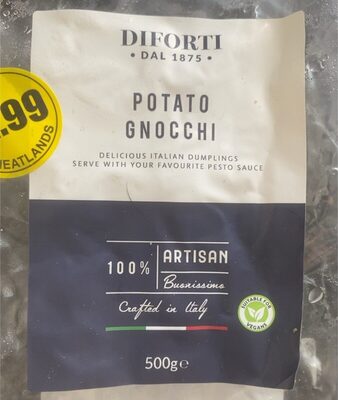 DIFORTI
• DAL 1875 •
.99
POTATO
GNOCCHI
DELICIOUS ITALIAN DUMPLINGS
SERVE WITH YOUR FAVOURITE PESTO SAUCE
100% ARTISAN
Buonissimo
Crafted in Italy
SUITABLE FOR
VEGANS
500g℮